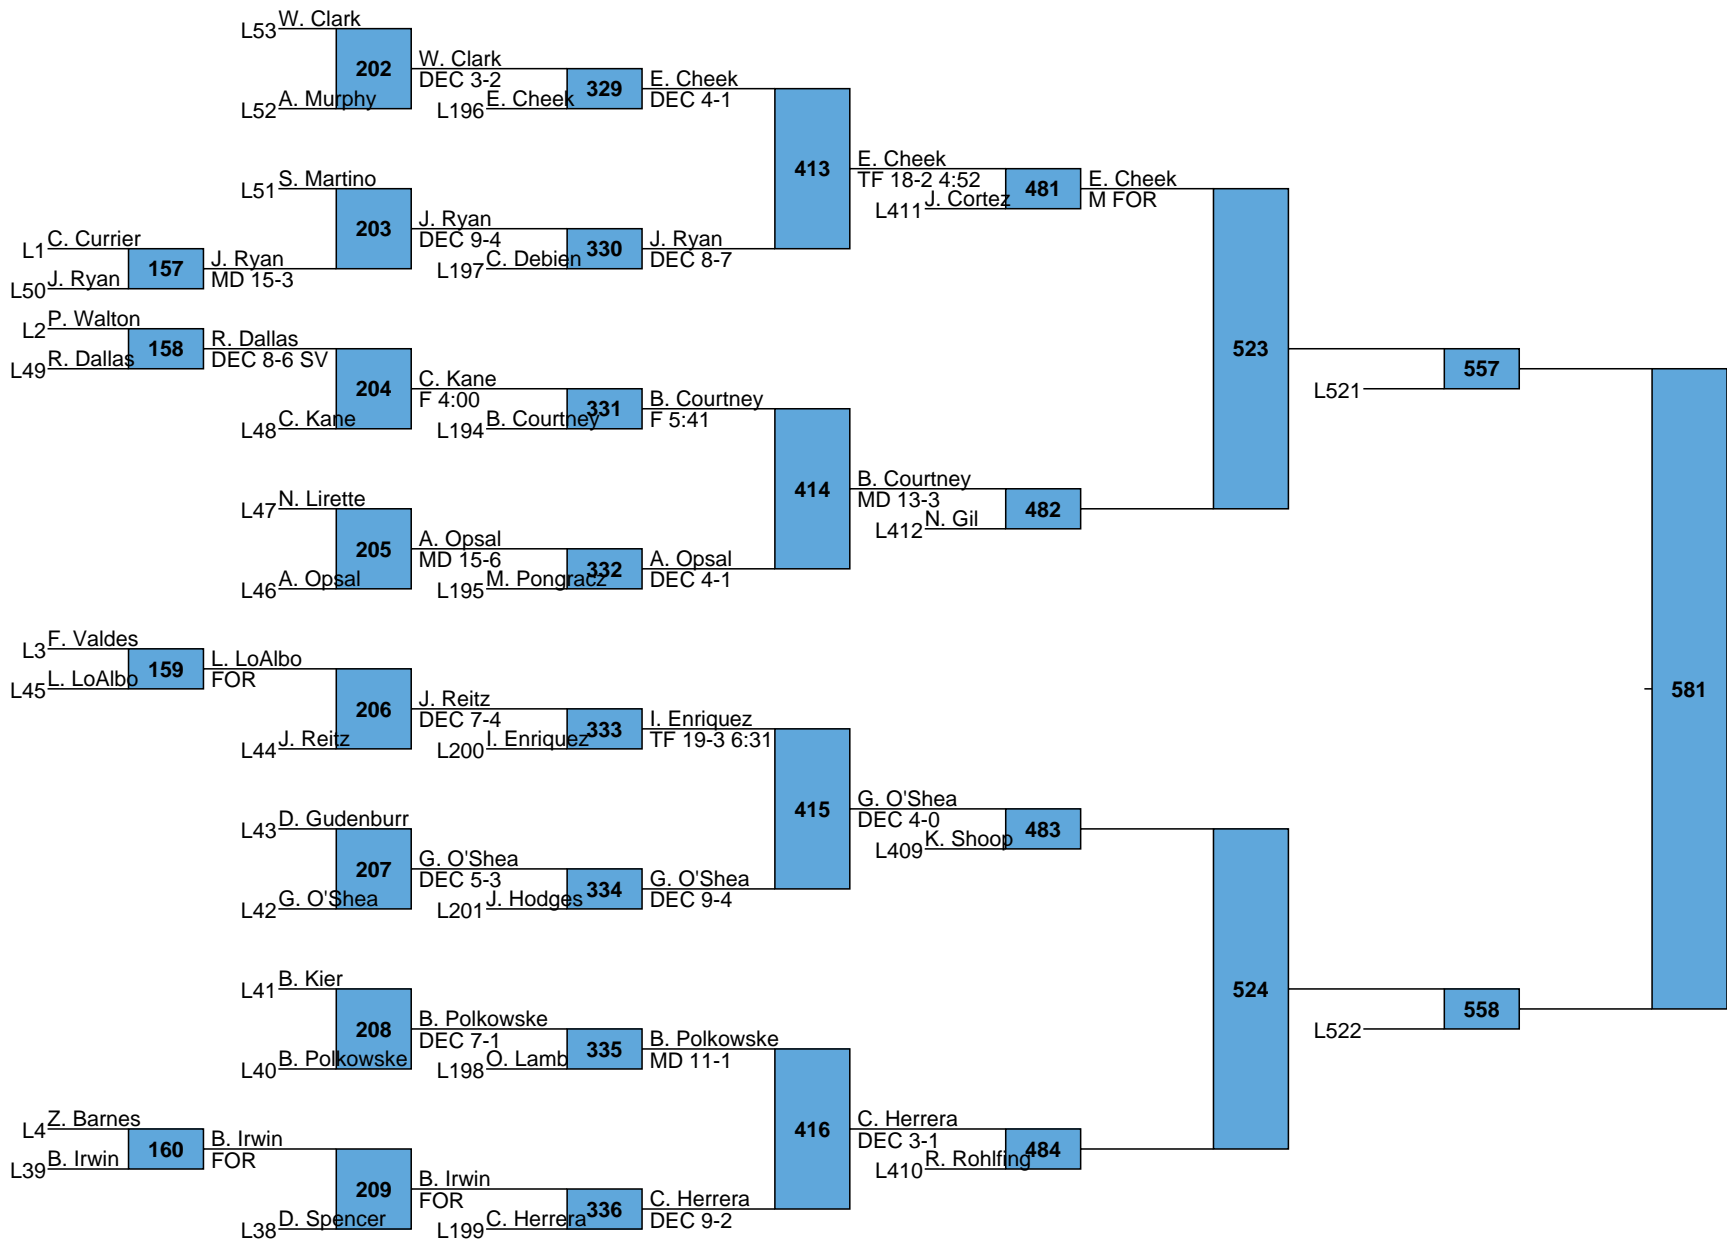 W. Clark
L53
202
W. Clark
DEC 3-2
A. Murphy
L52
E. Cheek
L196
329
E. Cheek
DEC 4-1
413
E. Cheek
TF 18-2 4:52
J. Cortez
L411
481
E. Cheek
M FOR
S. Martino
L51
203
J. Ryan
DEC 9-4
C. Currier
L1
157
J. Ryan
L50
J. Ryan
MD 15-3
C. Debien
L197
330
J. Ryan
DEC 8-7
P. Walton
L2
158
R. Dallas
L49
R. Dallas
DEC 8-6 SV
204
C. Kane
L48
C. Kane
F 4:00
B. Courtney
L194
331
B. Courtney
F 5:41
414
B. Courtney
MD 13-3
N. Gil
L412
482
523
L521
557
N. Lirette
L47
205
A. Opsal
L46
A. Opsal
MD 15-6
M. Pongracz
L195
332
A. Opsal
DEC 4-1
F. Valdes
L3
159
L. LoAlbo
L45
L. LoAlbo
FOR
206
J. Reitz
L44
J. Reitz
DEC 7-4
I. Enriquez
L200
333
I. Enriquez
TF 19-3 6:31
415
G. O'Shea
DEC 4-0
K. Shoop
L409
483
581
D. Gudenburr
L43
207
G. O'Shea
L42
G. O'Shea
DEC 5-3
J. Hodges
L201
334
G. O'Shea
DEC 9-4
B. Kier
L41
208
B. Polkowske
L40
B. Polkowske
DEC 7-1
O. Lamb
L198
335
B. Polkowske
MD 11-1
416
C. Herrera
DEC 3-1
R. Rohlfing
L410
484
524
L522
558
Z. Barnes
L4
160
B. Irwin
L39
B. Irwin
FOR
209
D. Spencer
L38
B. Irwin
FOR
C. Herrera
L199
336
C. Herrera
DEC 9-2